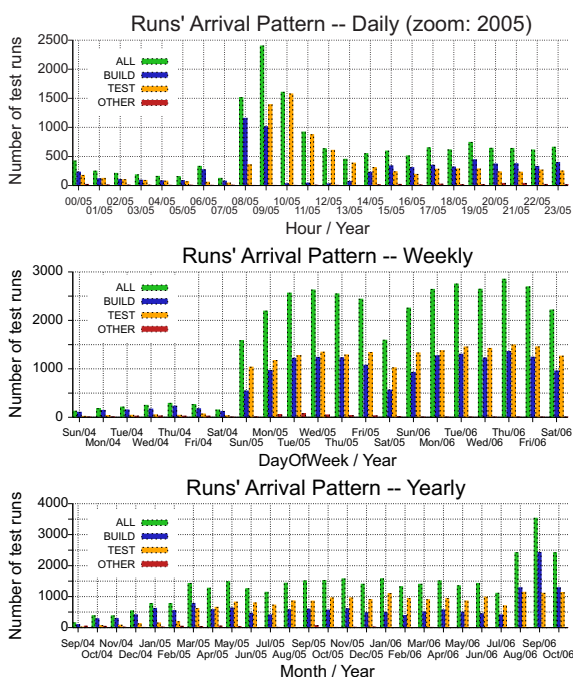 Runs' Arrival Pattern -- Daily (zoom: 2005)
Number of test runs
2500
2000
1500
1000
500
0
ALL
BUILD
TEST
OTHER
00/05 02/05 04/05 06/05 08/05 10/05 12/05 14/05 16/05 18/05 20/05 22/05
01/05 03/05 05/05 07/05 09/05 11/05 13/05 15/05 17/05 19/05 21/05 23/05
Hour / Year
Runs' Arrival Pattern -- Weekly
Number of test runs
3000
2000
1000
0
ALL
BUILD
TEST
OTHER
Sun/04 Tue/04 Thu/04 Sat/04 Mon/05 Wed/05 Fri/05 Sun/06 Tue/06 Thu/06 Sat/06
Mon/04 Wed/04 Fri/04 Sun/05 Tue/05 Thu/05 Sat/05 Mon/06 Wed/06 Fri/06
DayOfWeek / Year
Runs' Arrival Pattern -- Yearly
Number of test runs
4000
3000
2000
1000
0
ALL
BUILD
TEST
OTHER
Sep/04 Nov/04 Jan/05 Mar/05 May/05 Jul/05 Sep/05 Nov/05 Jan/06 Mar/06 May/06 Jul/06 Sep/06
Oct/04 Dec/04 Feb/05 Apr/05 Jun/05 Aug/05 Oct/05 Dec/05 Feb/06 Apr/06 Jun/06 Aug/06 Oct/06
Month / Year